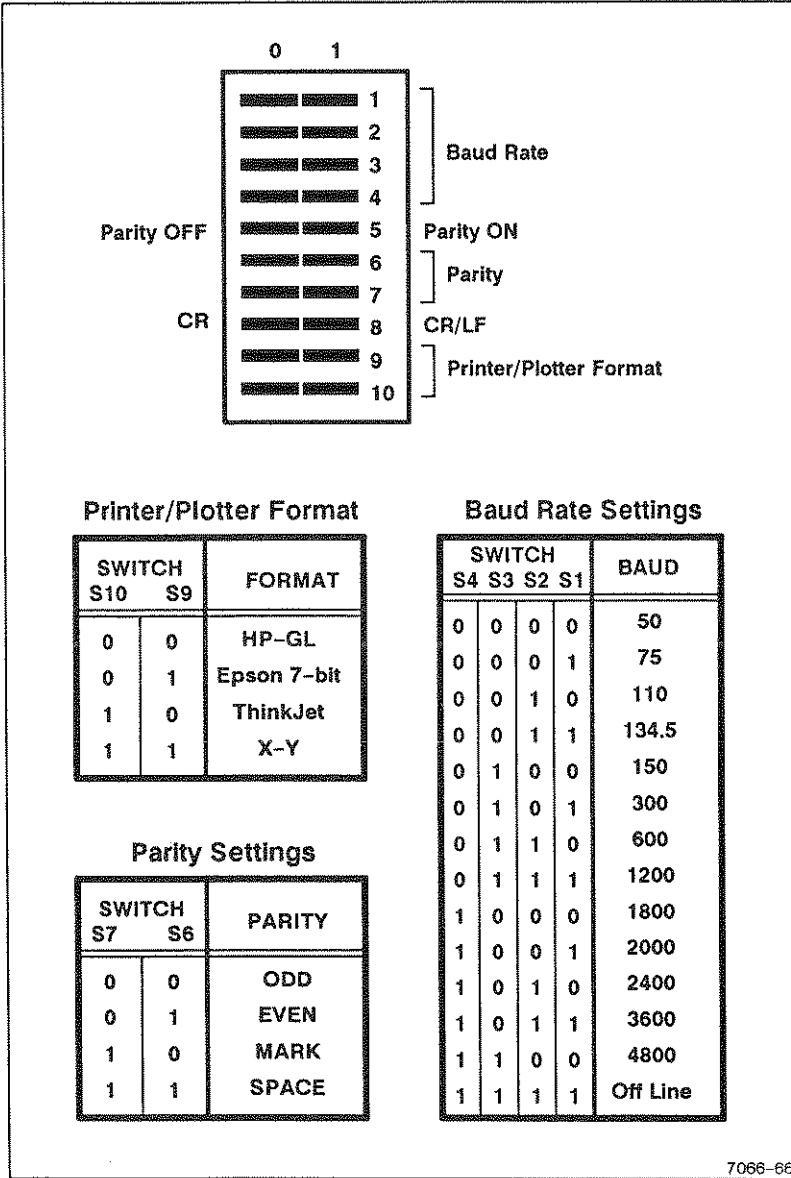 0 1
1
2
3
4
Baud Rate
Parity OFF 5 Parity ON
6
7
Parity
CR 8 CR/LF
9
10
Printer/Plotter Format
Printer/Plotter Format
SWITCH
S10 S9 FORMAT
0 0 HP-GL
0 1 Epson 7-bit
1 0 ThinkJet
1 1 X-Y
Parity Settings
SWITCH
S7 S6 PARITY
0 0 ODD
0 1 EVEN
1 0 MARK
1 1 SPACE
Baud Rate Settings
SWITCH
S4 S3 S2 S1 BAUD
0 0 0 0 50
0 0 0 1 75
0 0 1 0 110
0 0 1 1 134.5
0 1 0 0 150
0 1 0 1 300
0 1 1 0 600
0 1 1 1 1200
1 0 0 0 1800
1 0 0 1 2000
1 0 1 0 2400
1 0 1 1 3600
1 1 0 0 4800
1 1 1 1 Off Line
7066-66